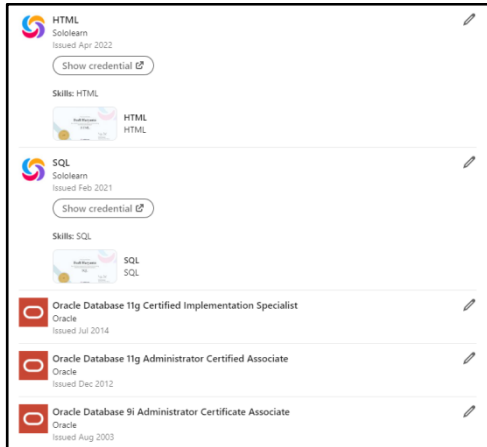 HTML
Sololearn
Issued Apr 2022
Show credential
Skills: HTML
HTML
HTML
SQL
Sololearn
Issued Feb 2021
Show credential
Skills: SQL
SQL
SQL
Oracle Database 11g Certified Implementation Specialist
Oracle
Issued Jul 2014
Oracle Database 11g Administrator Certified Associate
Oracle
Issued Dec 2012
Oracle Database 9i Administrator Certificate Associate
Oracle
Issued Aug 2003